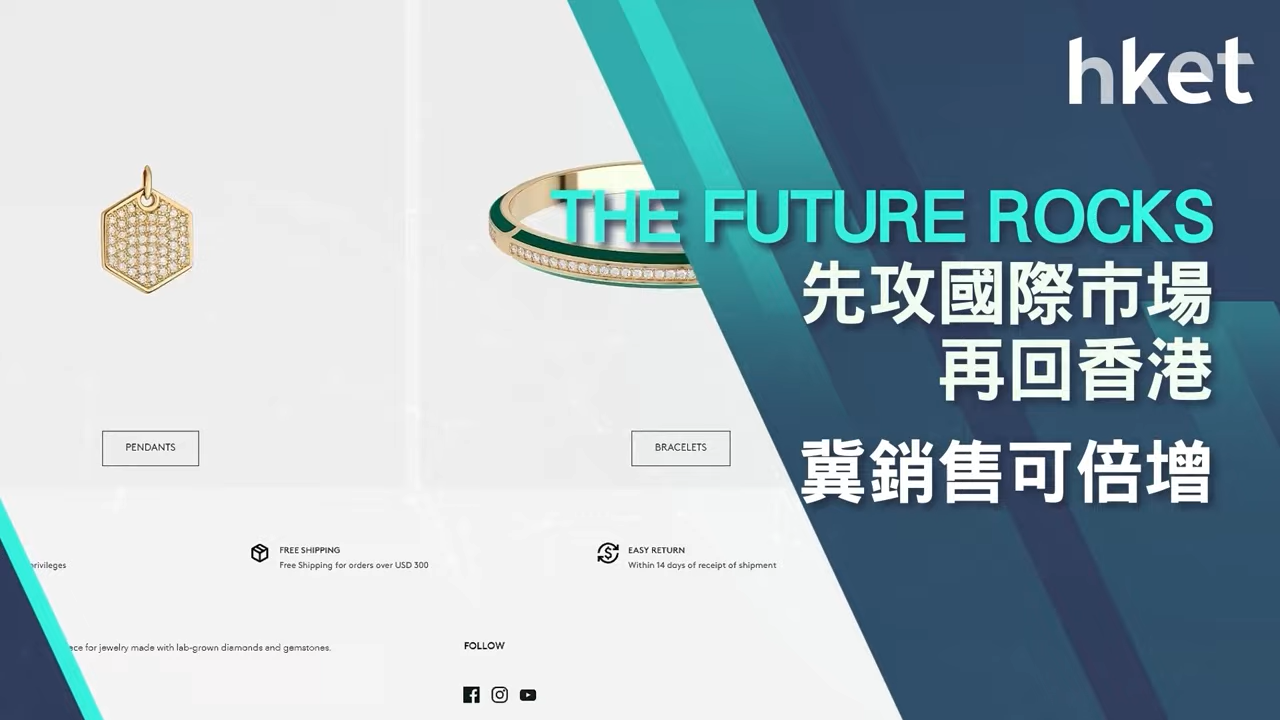 hket
THE FUTURE ROCKS
先攻國際市場
再回香港
冀銷售可倍增
PENDANTS
BRACELETS
FREE SHIPPING
Free Shipping for orders over USD 300
EASY RETURN
Within 14 days of receipt of shipment
for jewelry made with lab-grown diamonds and gemstones.
FOLLOW